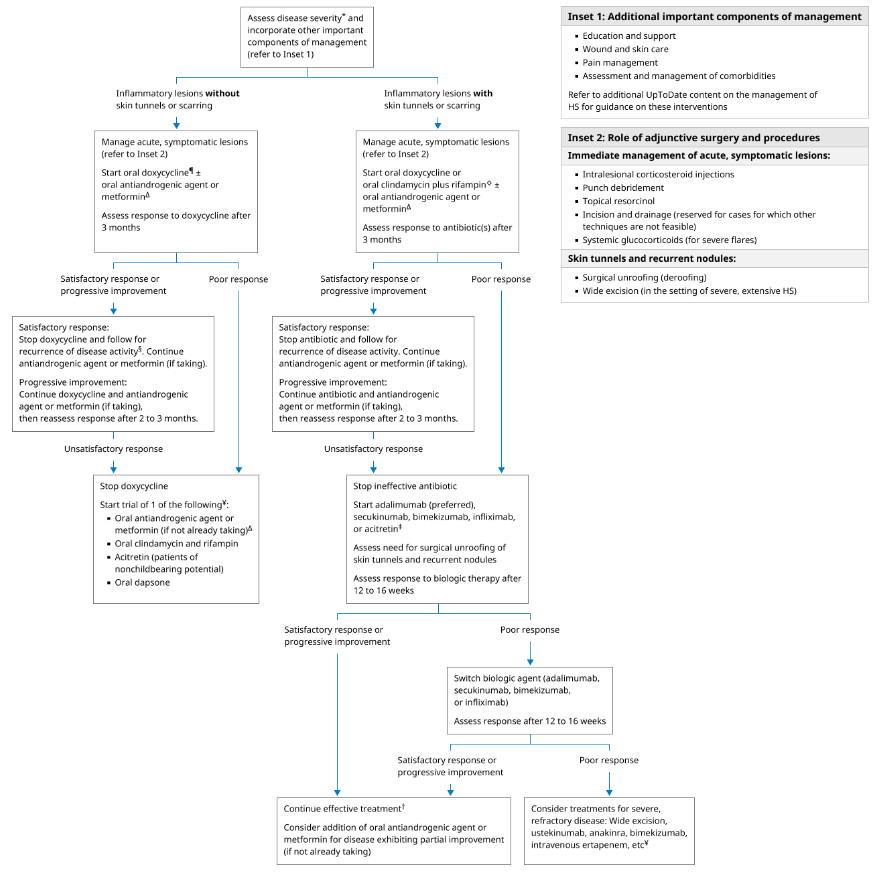 Assess disease severity* and
incorporate other important
components of management
(refer to Inset 1)
Inflammatory lesions without
skin tunnels or scarring
Inflammatory lesions with
skin tunnels or scarring
Manage acute, symptomatic lesions
(refer to Inset 2)
Start oral doxycycline¶ ±
oral antiandrogenic agent or
metforminΔ
Assess response to doxycycline after
3 months
Manage acute, symptomatic lesions
(refer to Inset 2)
Start oral doxycycline or
oral clindamycin plus rifampin◊ ±
oral antiandrogenic agent or
metforminΔ
Assess response to antibiotic(s) after
3 months
Satisfactory response or
progressive improvement
Poor response
Satisfactory response or
progressive improvement
Poor response
Satisfactory response:
Stop doxycycline and follow for
recurrence of disease activity§. Continue
antiandrogenic agent or metformin (if taking).
Progressive improvement:
Continue doxycycline and antiandrogenic
agent or metformin (if taking),
then reassess response after 2 to 3 months.
Satisfactory response:
Stop antibiotic and follow for
recurrence of disease activity. Continue
antiandrogenic agent or metformin (if taking).
Progressive improvement:
Continue antibiotic and antiandrogenic
agent or metformin (if taking),
then reassess response after 2 to 3 months.
Unsatisfactory response
Unsatisfactory response
Stop doxycycline
Start trial of 1 of the following¥:
▪ Oral antiandrogenic agent or
metformin (if not already taking)Δ
▪ Oral clindamycin and rifampin
▪ Acitretin (patients of
nonchildbearing potential)
▪ Oral dapsone
Stop ineffective antibiotic
Start adalimumab (preferred),
secukinumab, bimekizumab, infliximab,
or acitretin‡
Assess need for surgical unroofing of
skin tunnels and recurrent nodules
Assess response to biologic therapy after
12 to 16 weeks
Satisfactory response or
progressive improvement
Poor response
Switch biologic agent (adalimumab,
secukinumab, bimekizumab,
or infliximab)
Assess response after 12 to 16 weeks
Satisfactory response or
progressive improvement
Poor response
Continue effective treatment†
Consider addition of oral antiandrogenic agent or
metformin for disease exhibiting partial improvement
(if not already taking)
Consider treatments for severe,
refractory disease: Wide excision,
ustekinumab, anakinra, bimekizumab,
intravenous ertapenem, etc¥
Inset 1: Additional important components of management
▪ Education and support
▪ Wound and skin care
▪ Pain management
▪ Assessment and management of comorbidities
Refer to additional UpToDate content on the management of
HS for guidance on these interventions
Inset 2: Role of adjunctive surgery and procedures
Immediate management of acute, symptomatic lesions:
▪ Intralesional corticosteroid injections
▪ Punch debridement
▪ Topical resorcinol
▪ Incision and drainage (reserved for cases for which other
techniques are not feasible)
▪ Systemic glucocorticoids (for severe flares)
Skin tunnels and recurrent nodules:
▪ Surgical unroofing (deroofing)
▪ Wide excision (in the setting of severe, extensive HS)